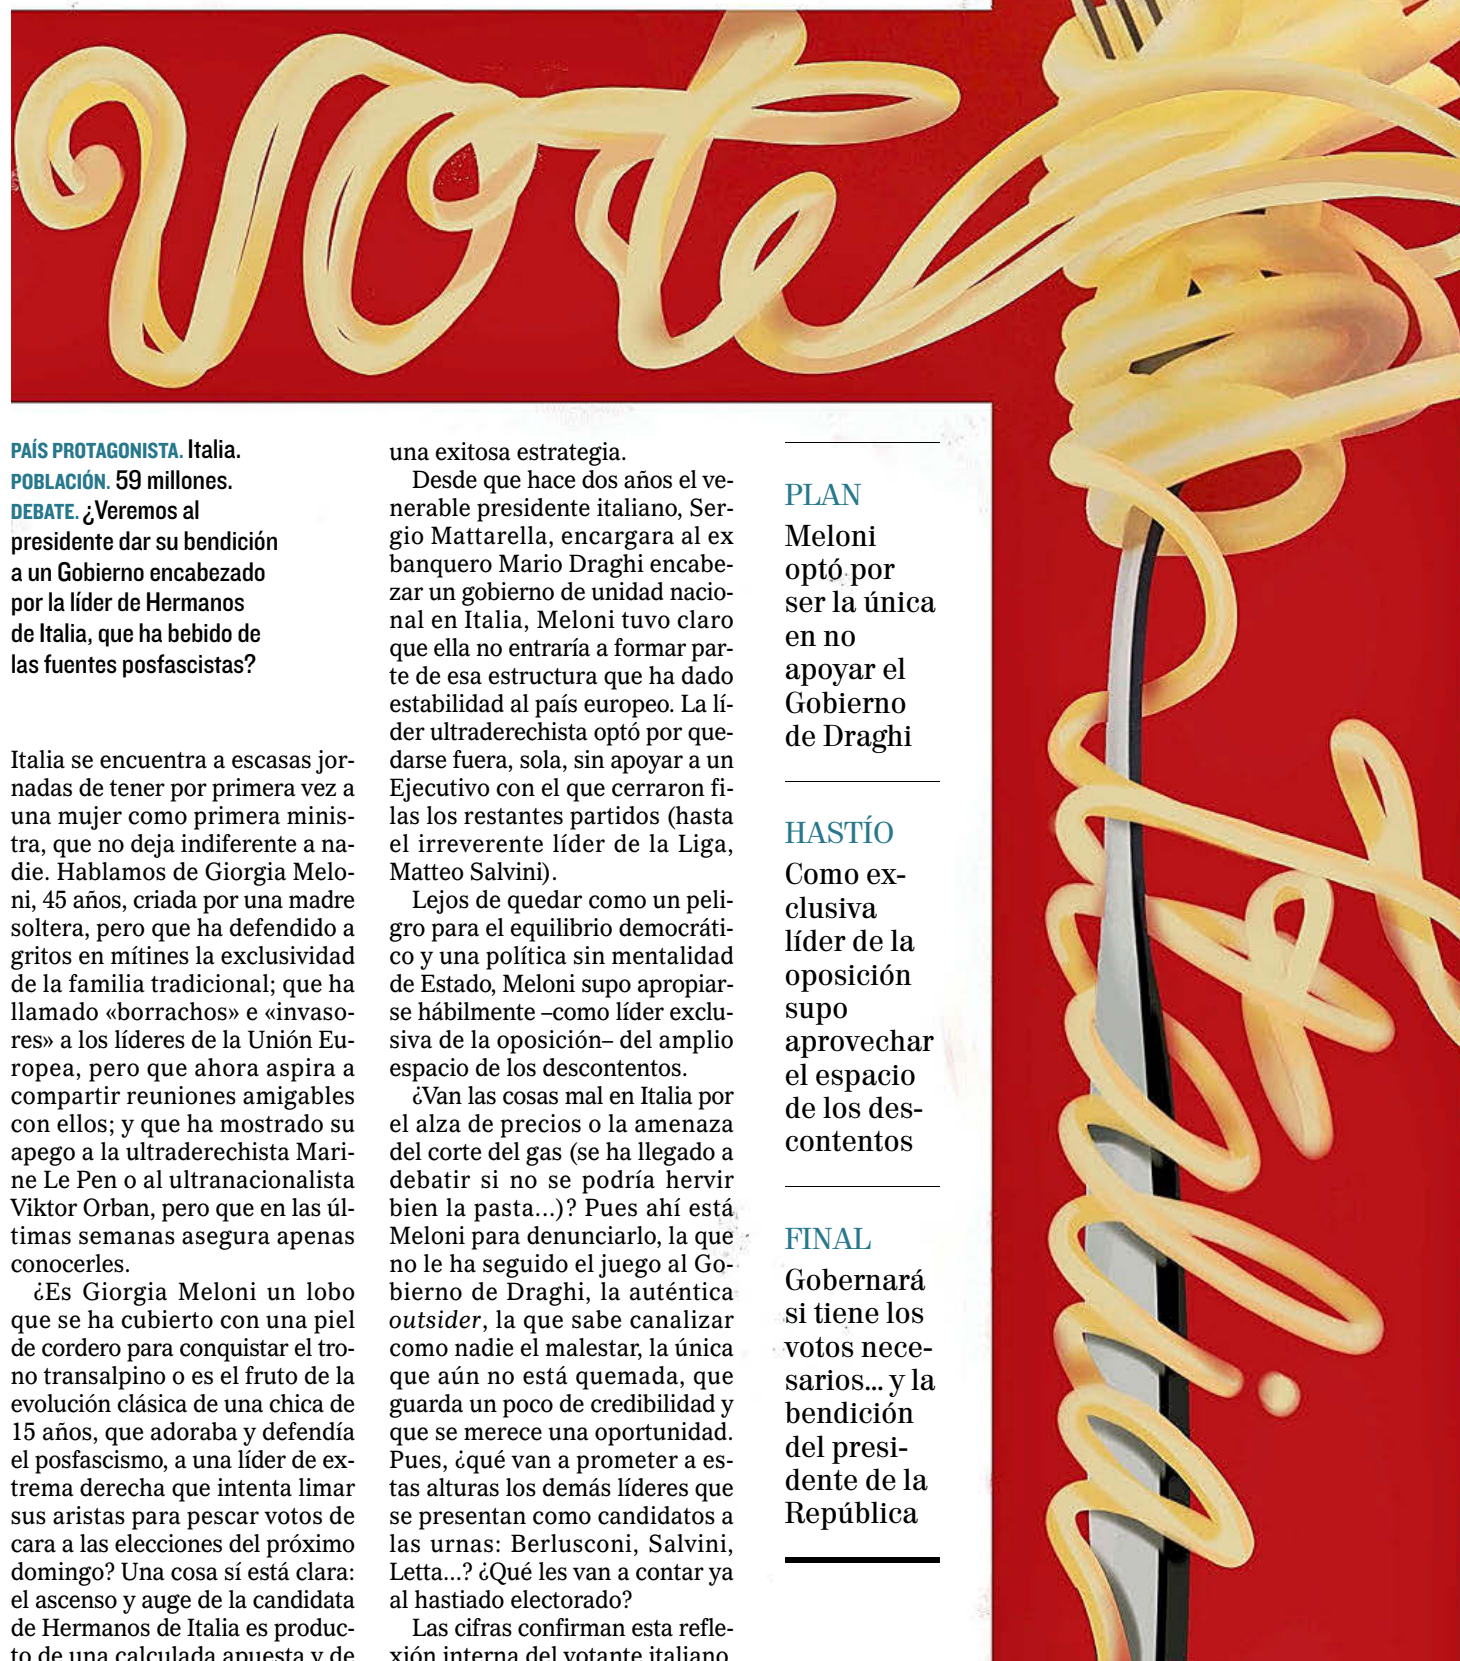 Vote
Italia
PAÍS PROTAGONISTA. Italia.
POBLACIÓN. 59 millones.
DEBATE. ¿Veremos al
presidente dar su bendición
a un Gobierno encabezado
por la líder de Hermanos
de Italia, que ha bebido de
las fuentes posfascistas?
Italia se encuentra a escasas jor-
nadas de tener por primera vez a
una mujer como primera minis-
tra, que no deja indiferente a na-
die. Hablamos de Giorgia Melo-
ni, 45 años, criada por una madre
soltera, pero que ha defendido a
gritos en mítines la exclusividad
de la familia tradicional; que ha
llamado «borrachos» e «invaso-
res» a los líderes de la Unión Eu-
ropea, pero que ahora aspira a
compartir reuniones amigables
con ellos; y que ha mostrado su
apego a la ultraderechista Mari-
ne Le Pen o al ultranacionalista
Viktor Orban, pero que en las úl-
timas semanas asegura apenas
conocerles.
¿Es Giorgia Meloni un lobo
que se ha cubierto con una piel
de cordero para conquistar el tro-
no transalpino o es el fruto de la
evolución clásica de una chica de
15 años, que adoraba y defendía
el posfascismo, a una líder de ex-
trema derecha que intenta limar
sus aristas para pescar votos de
cara a las elecciones del próximo
domingo? Una cosa sí está clara:
el ascenso y auge de la candidata
de Hermanos de Italia es produc-
to de una calculada apuesta y de
una exitosa estrategia.
Desde que hace dos años el ve-
nerable presidente italiano, Ser-
gio Mattarella, encargara al ex
banquero Mario Draghi encabe-
zar un gobierno de unidad nacio-
nal en Italia, Meloni tuvo claro
que ella no entraría a formar par-
te de esa estructura que ha dado
estabilidad al país europeo. La lí-
der ultraderechista optó por que-
darse fuera, sola, sin apoyar a un
Ejecutivo con el que cerraron fi-
las los restantes partidos (hasta
el irreverente líder de la Liga,
Matteo Salvini).
Lejos de quedar como un peli-
gro para el equilibrio democráti-
co y una política sin mentalidad
de Estado, Meloni supo apropiar-
se hábilmente –como líder exclu-
siva de la oposición– del amplio
espacio de los descontentos.
¿Van las cosas mal en Italia por
el alza de precios o la amenaza
del corte del gas (se ha llegado a
debatir si no se podría hervir
bien la pasta...)? Pues ahí está
Meloni para denunciarlo, la que
no le ha seguido el juego al Go-
bierno de Draghi, la auténtica
outsider, la que sabe canalizar
como nadie el malestar, la única
que aún no está quemada, que
guarda un poco de credibilidad y
que se merece una oportunidad.
Pues, ¿qué van a prometer a es-
tas alturas los demás líderes que
se presentan como candidatos a
las urnas: Berlusconi, Salvini,
Letta...? ¿Qué les van a contar ya
al hastiado electorado?
Las cifras confirman esta refle-
xión interna del votante italiano.
PLAN
Meloni
optó por
ser la única
en no
apoyar el
Gobierno
de Draghi
HASTÍO
Como ex-
clusiva
líder de la
oposición
supo
aprovechar
el espacio
de los des-
contentos
FINAL
Gobernará
si tiene los
votos nece-
sarios... y la
bendición
del presi-
dente de la
República